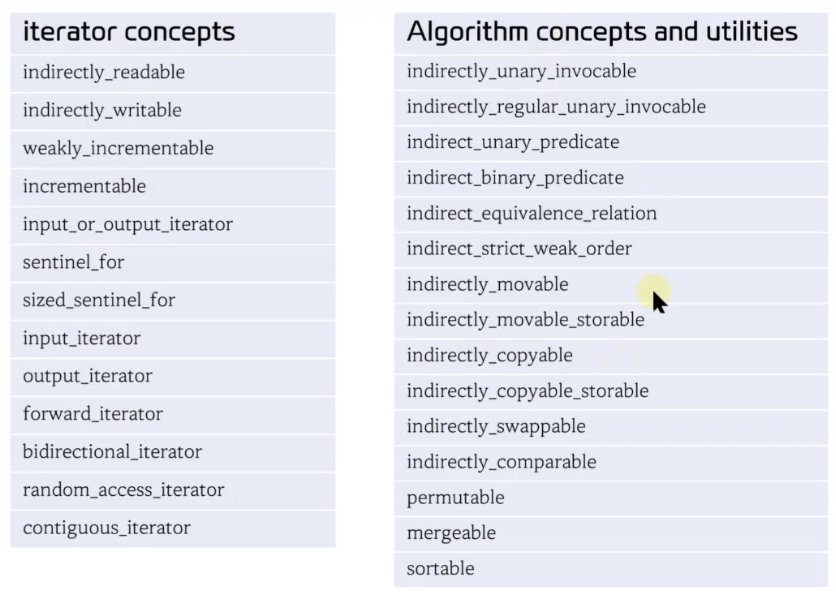 iterator concepts
indirectly_readable
indirectly_writable
weakly_incrementable
incrementable
input_or_output_iterator
sentinel_for
sized_sentinel_for
input_iterator
output_iterator
forward_iterator
bidirectional_iterator
random_access_iterator
contiguous_iterator
Algorithm concepts and utilities
indirectly_unary_invocable
indirectly_regular_unary_invocable
indirect_unary_predicate
indirect_binary_predicate
indirect_equivalence_relation
indirect_strict_weak_order
indirectly_movable
indirectly_movable_storable
indirectly_copyable
indirectly_copyable_storable
indirectly_swappable
indirectly_comparable
permutable
mergeable
sortable